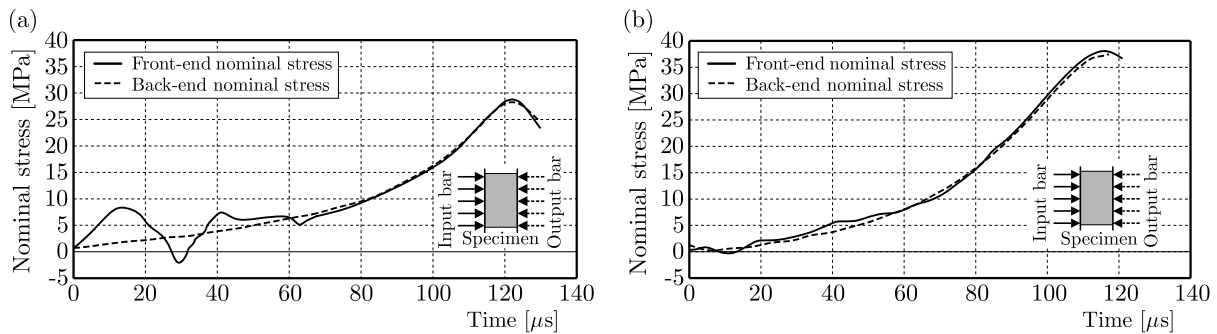 (a)
Nominal stress [MPa]
40
35
30
25
20
15
10
5
0
-5
Front-end nominal stress
Back-end nominal stress
Input bar
Specimen
Output bar
0 20 40 60 80 100 120 140
Time [μs]
(b)
Nominal stress [MPa]
40
35
30
25
20
15
10
5
0
-5
Front-end nominal stress
Back-end nominal stress
Input bar
Specimen
Output bar
0 20 40 60 80 100 120 140
Time [μs]